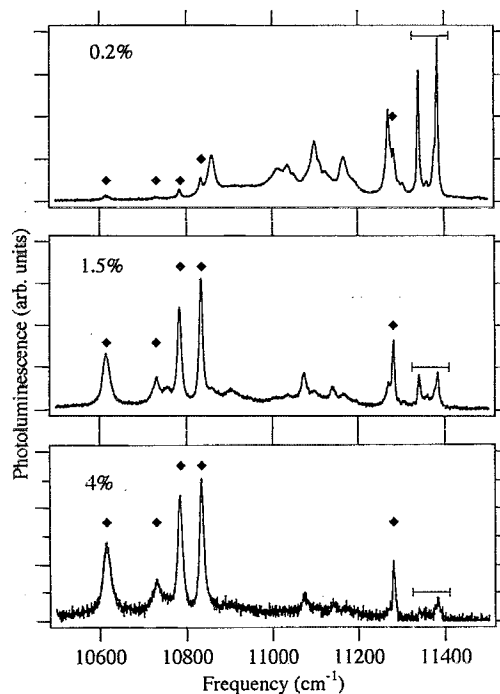 0.2%
1.5%
4%
Photoluminescence (arb. units)
10600 10800 11000 11200 11400
Frequency (cm⁻¹)